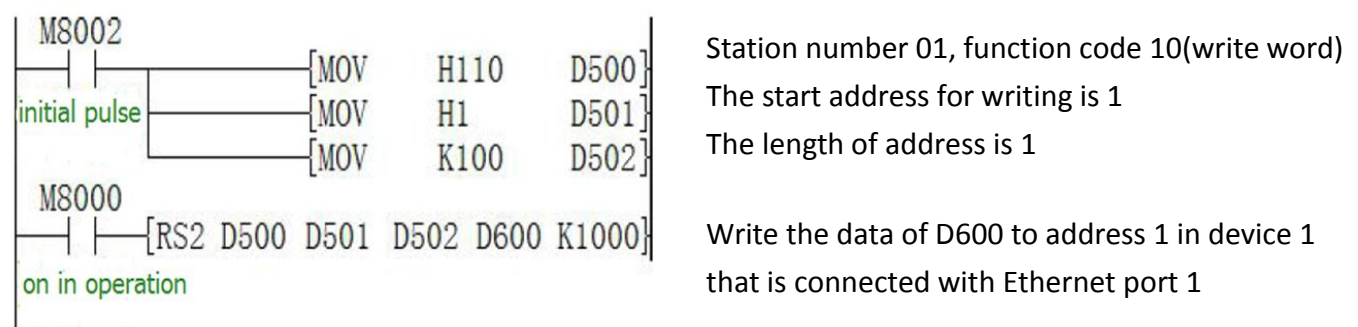 M8002
[MOV H110 D500]
initial pulse
[MOV H1 D501]
[MOV K100 D502]
M8000
[RS2 D500 D501 D502 D600 K1000]
on in operation
Station number 01, function code 10(write word)
The start address for writing is 1
The length of address is 1
Write the data of D600 to address 1 in device 1
that is connected with Ethernet port 1